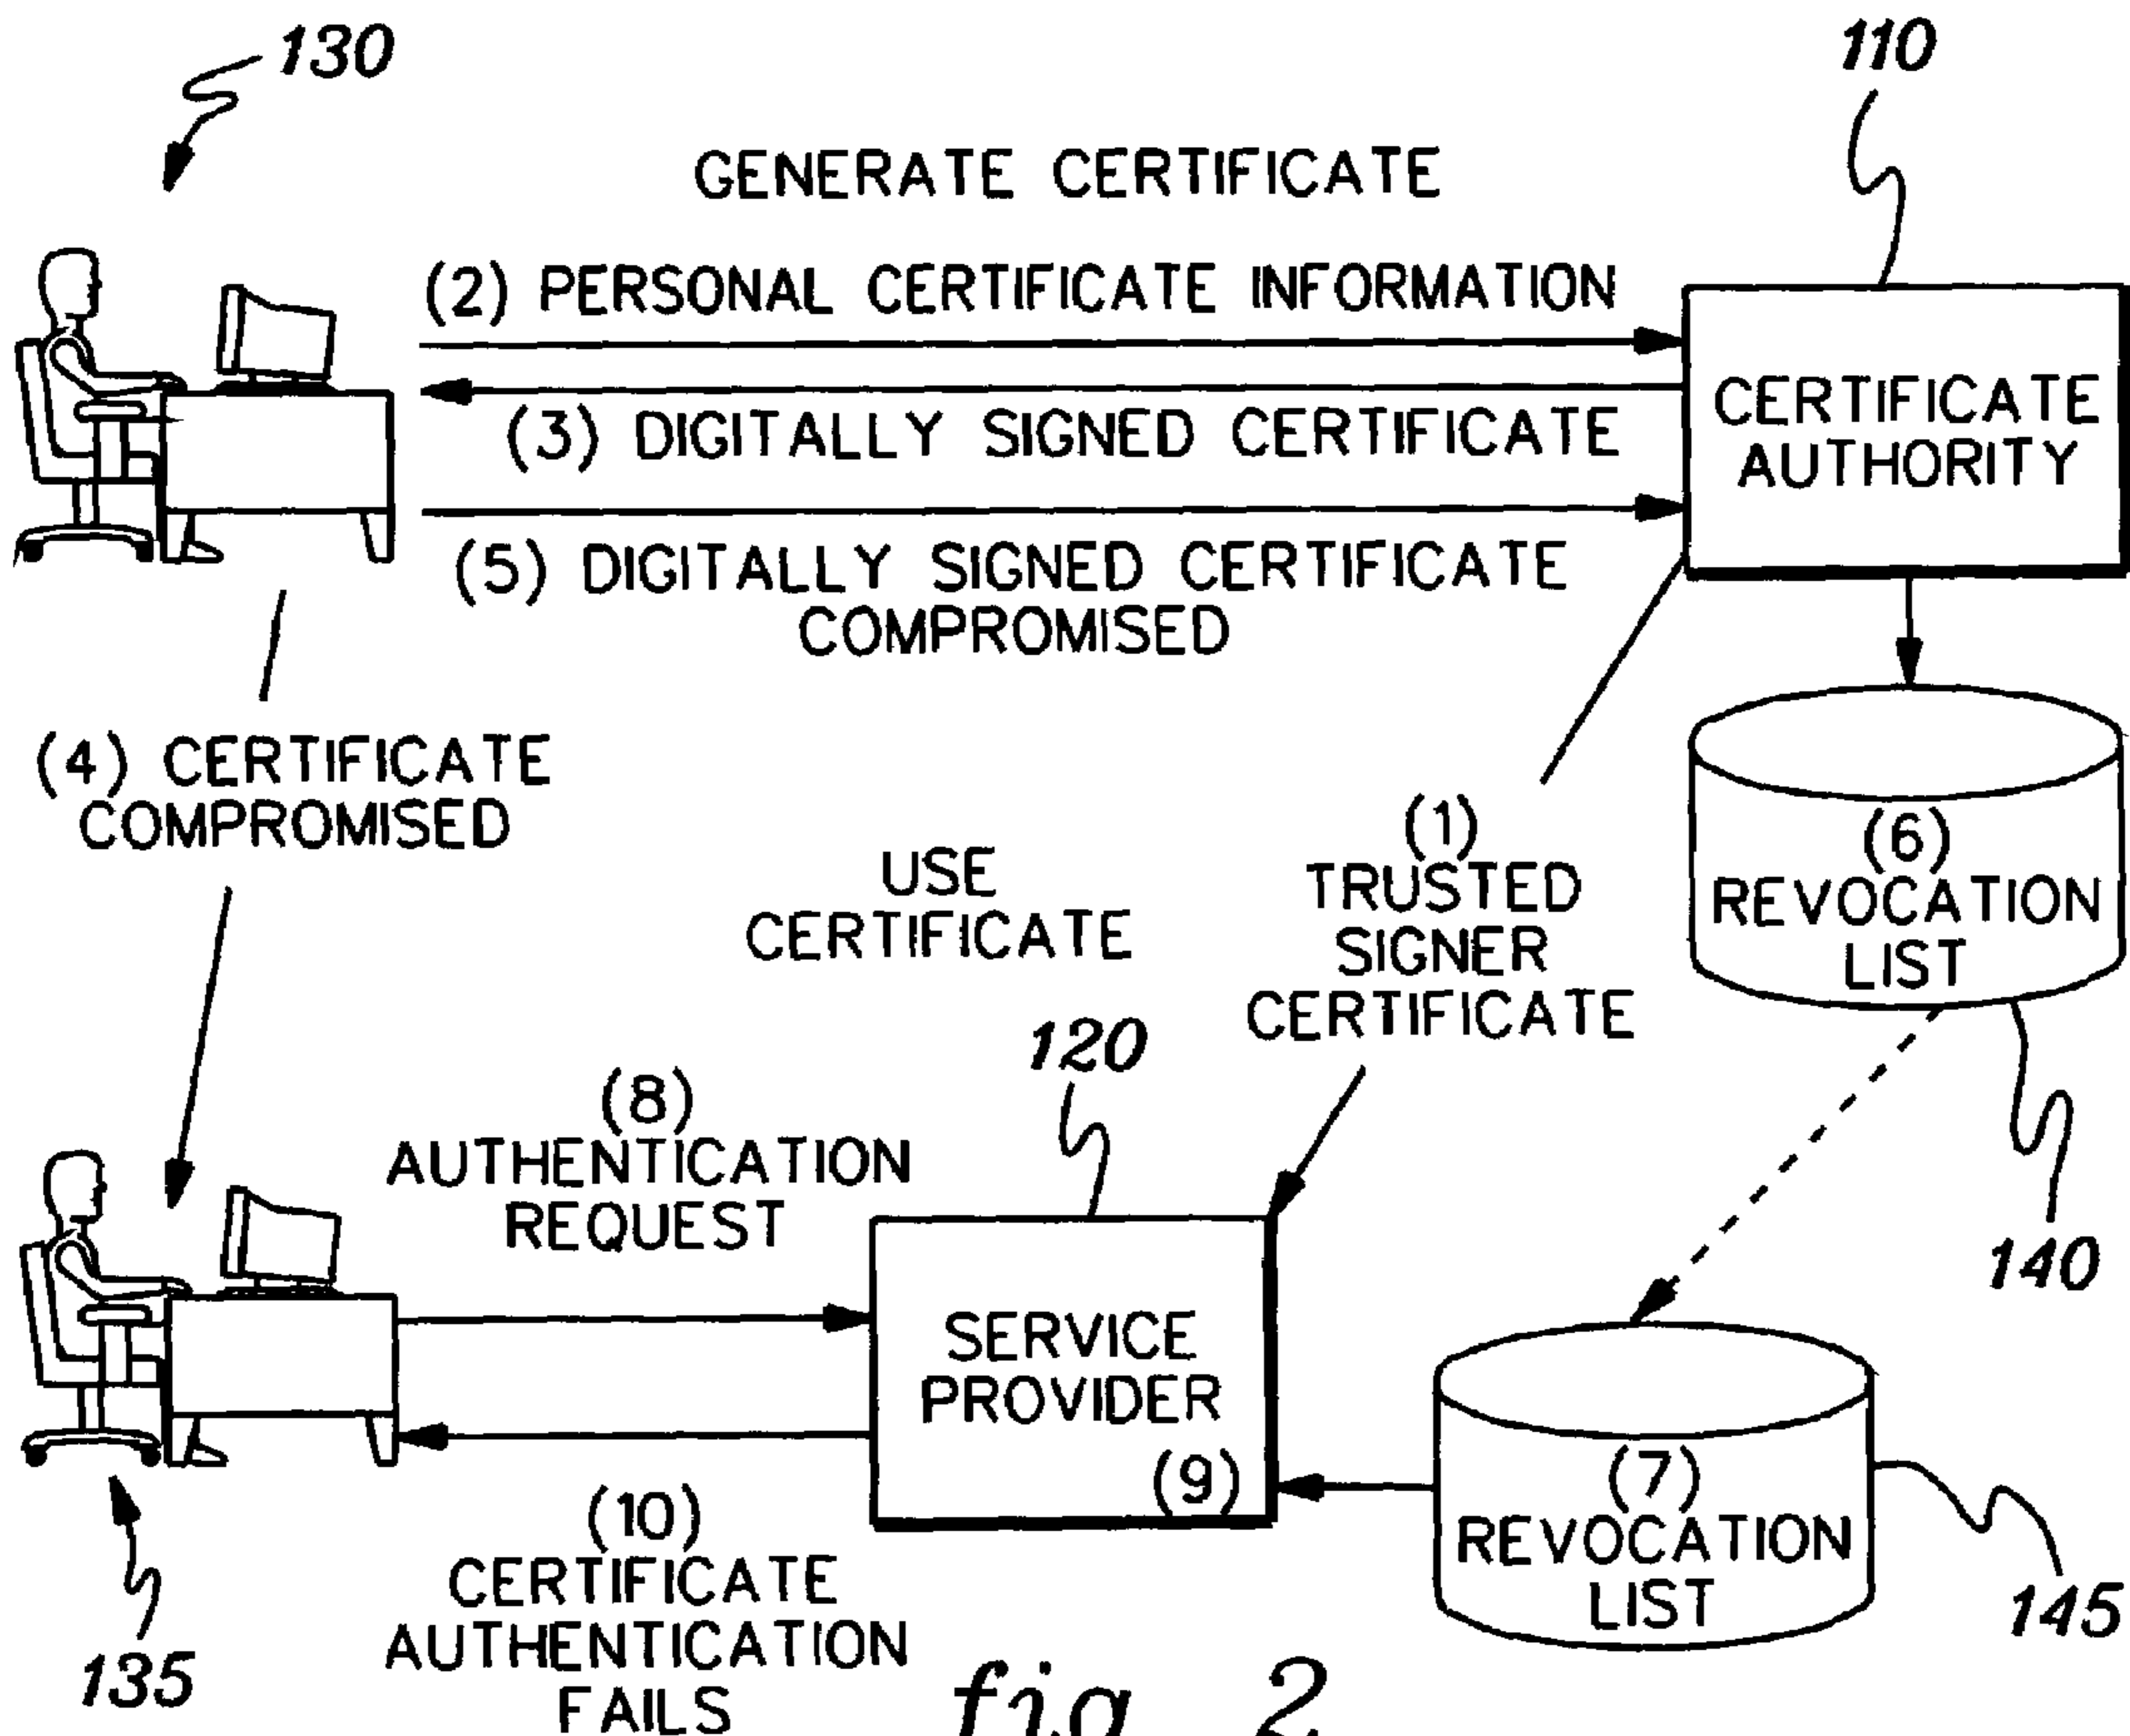 130
110
GENERATE CERTIFICATE
(2) PERSONAL CERTIFICATE INFORMATION
CERTIFICATE
AUTHORITY
(3) DIGITALLY SIGNED CERTIFICATE
(5) DIGITALLY SIGNED CERTIFICATE
COMPROMISED
(4) CERTIFICATE
COMPROMISED
USE
CERTIFICATE
(1)
TRUSTED
SIGNER
CERTIFICATE
(6)
REVOCATION
LIST
120
140
(8)
AUTHENTICATION
REQUEST
SERVICE
PROVIDER
(9)
(7)
REVOCATION
LIST
145
(10)
CERTIFICATE
AUTHENTICATION
FAILS
135
fig. 2